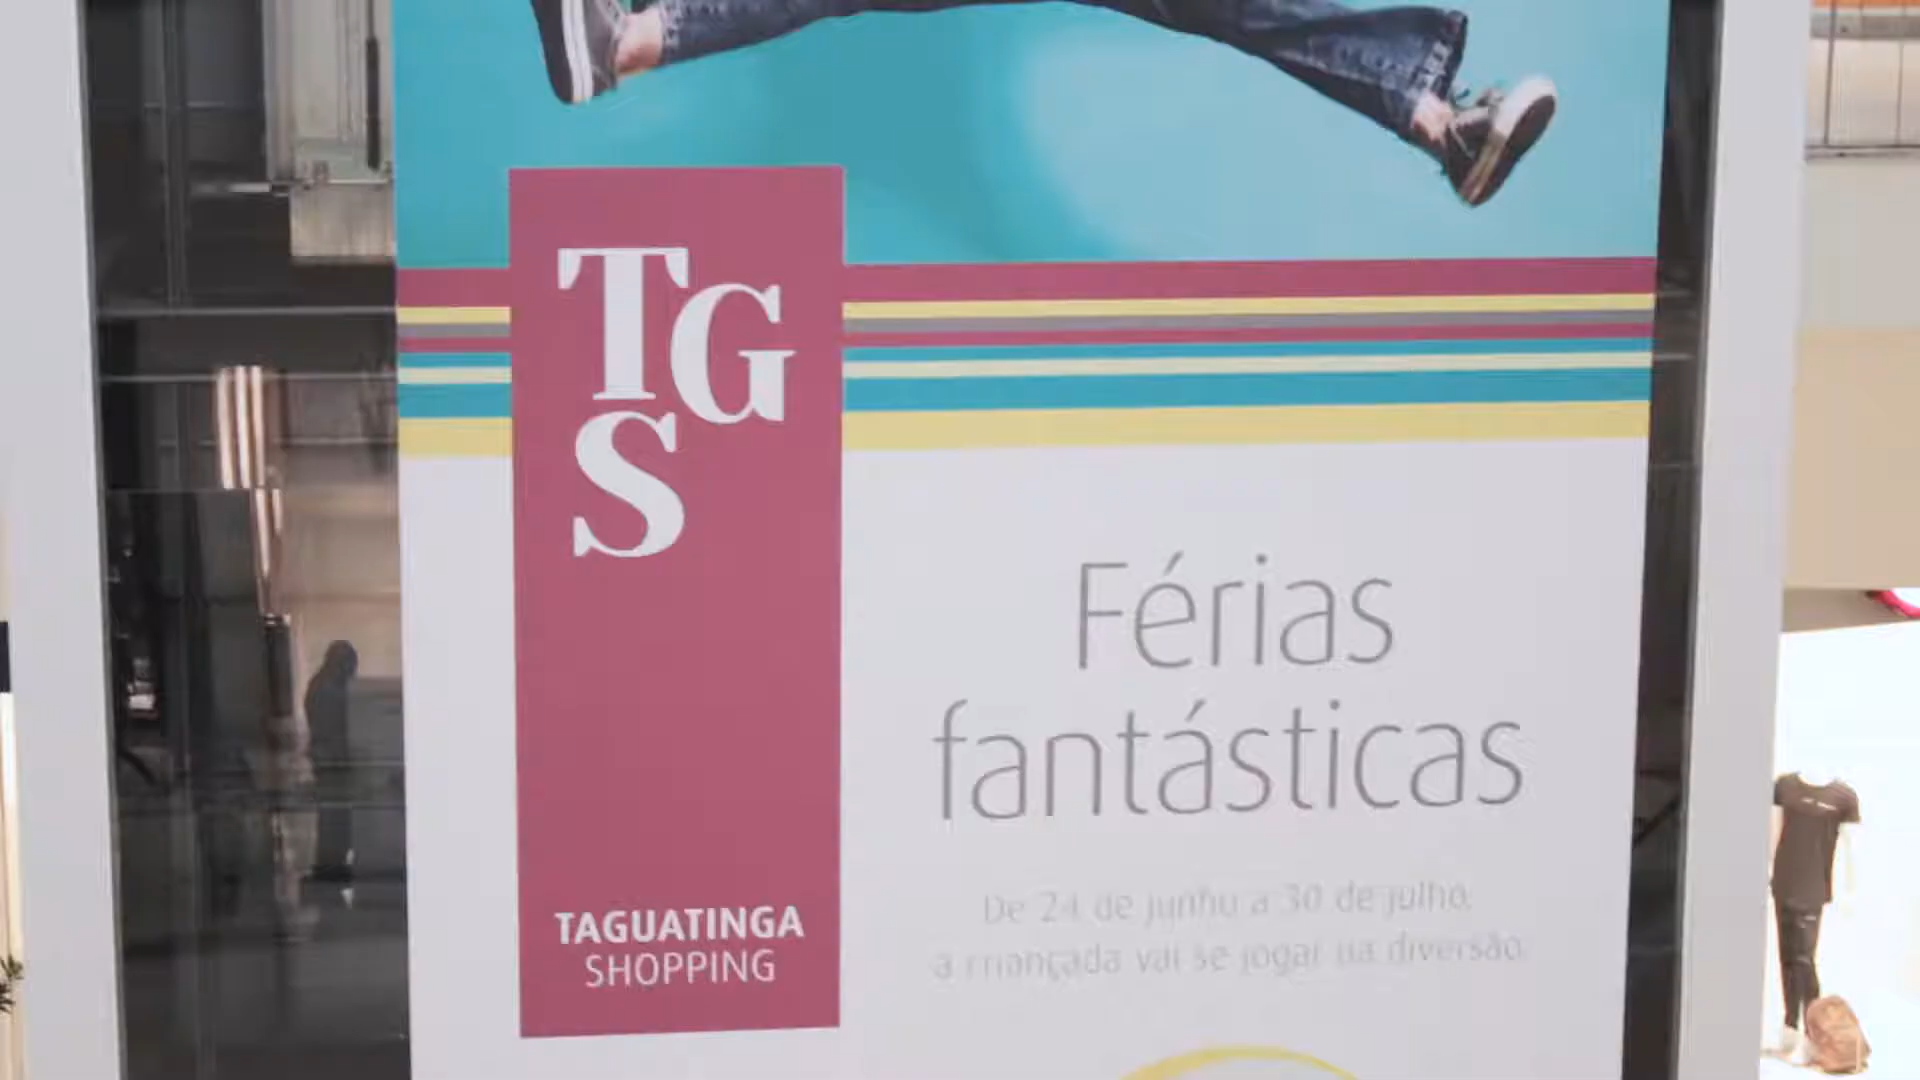 TG
S
TAGUATINGA
SHOPPING
Férias
fantásticas
De 24 de junho a 30 de julho,
a criançada vai se jogar na diversão.